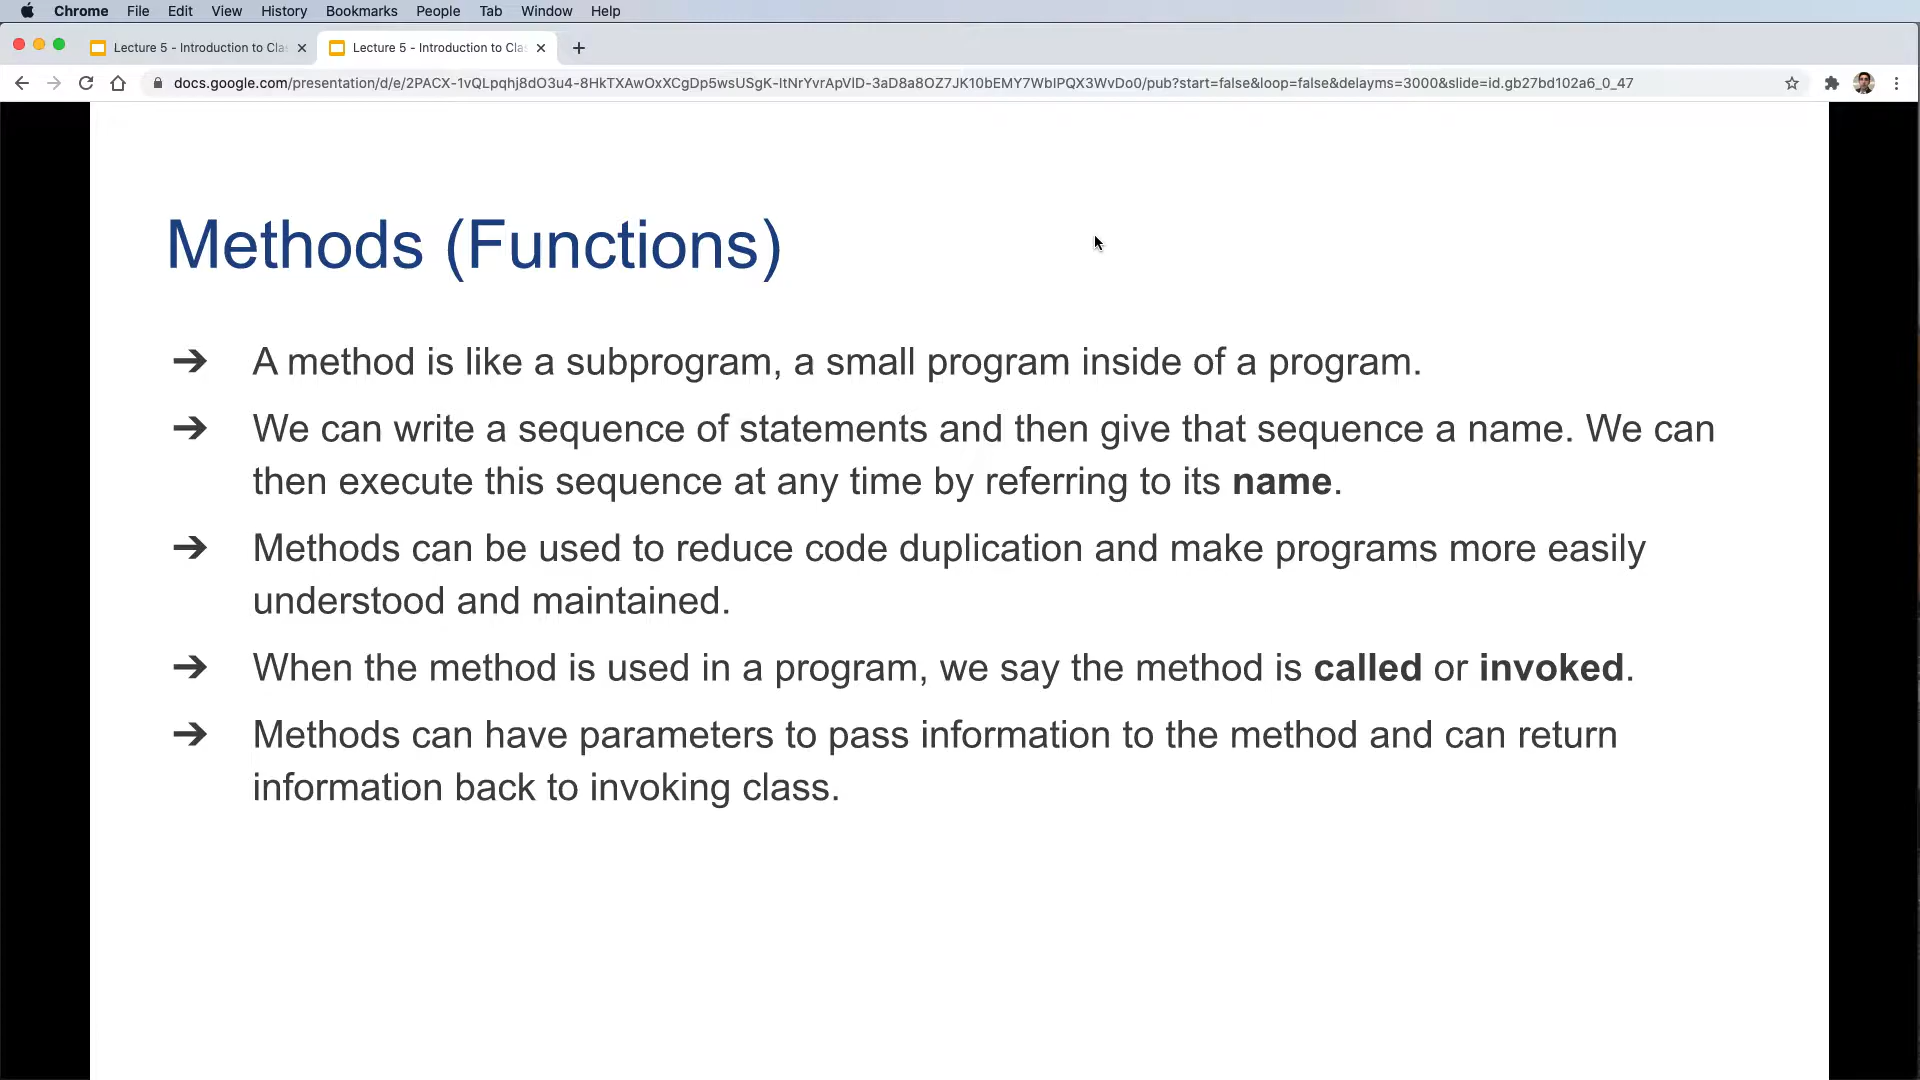 Chrome File Edit View History Bookmarks People Tab Window Help
Lecture 5 - Introduction to Cla Lecture 5 - Introduction to Cla
docs.google.com/presentation/d/e/2PACX-1vQLpqhj8dO3u4-8HkTXAwOxXCgDp5wsUSgK-ltNrYvrApVlD-3aD8a8OZ7JK10bEMY7WbIPQX3WvDo0/pub?start=false&loop=false&delayms=3000&slide=id.gb27bd102a6_0_47
Methods (Functions)
➔ A method is like a subprogram, a small program inside of a program.
➔ We can write a sequence of statements and then give that sequence a name. We can
then execute this sequence at any time by referring to its name.
➔ Methods can be used to reduce code duplication and make programs more easily
understood and maintained.
➔ When the method is used in a program, we say the method is called or invoked.
➔ Methods can have parameters to pass information to the method and can return
information back to invoking class.